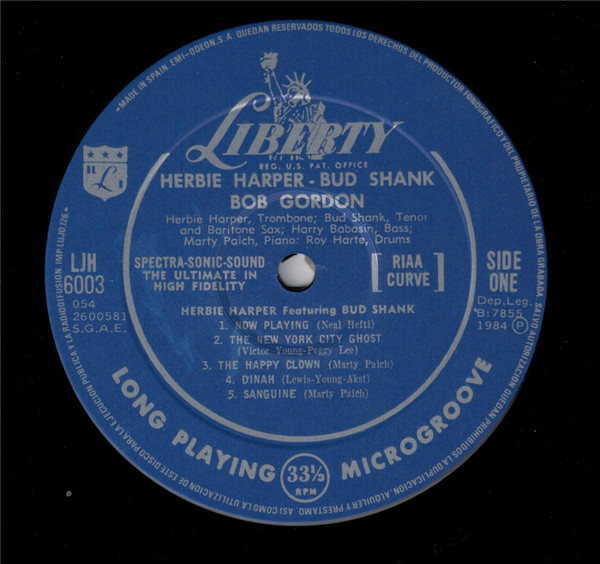 •MADE IN SPAIN. EMI-ODEON, S. A. QUEDAN RESERVADOS TODOS LOS DERECHOS DEL PRODUCTOR FONOGRAFICO Y DEL PROPIETARIO DE LA OBRA GRABADA. SALVO AUTORIZACION, QUEDAN PROHIBIDOS LA DUPLICACION, ALQUILER Y PRESTAMO, ASI COMO LA UTILIZACION DE ESTE DISCO PARA LA EJECUCION PUBLICA Y LA RADIODIFUSION. IMP. LUJO, 126.•
LIBERTY
REG. U.S. PAT. OFFICE
"L"
HERBIE HARPER - BUD SHANK
BOB GORDON
Herbie Harper, Trombone; Bud Shank, Tenor
and Baritone Sax; Harry Babasin, Bass;
Marty Paich, Piano: Roy Harte, Drums
LJH
6003
054
2600581
S.G.A.E.
SPECTRA-SONIC-SOUND
THE ULTIMATE IN
HIGH FIDELITY
[ RIAA
CURVE ]
SIDE
ONE
Dep. Leg.
B:7855
1984 Ⓟ
HERBIE HARPER Featuring BUD SHANK
1. NOW PLAYING (Neal Hefti)
2. THE NEW YORK CITY GHOST
(Victor Young-Peggy Lee)
3. THE HAPPY CLOWN (Marty Paich)
4. DINAH (Lewis-Young-Akst)
5. SANGUINE (Marty Paich)
LONG PLAYING 33⅓ RPM MICROGROOVE